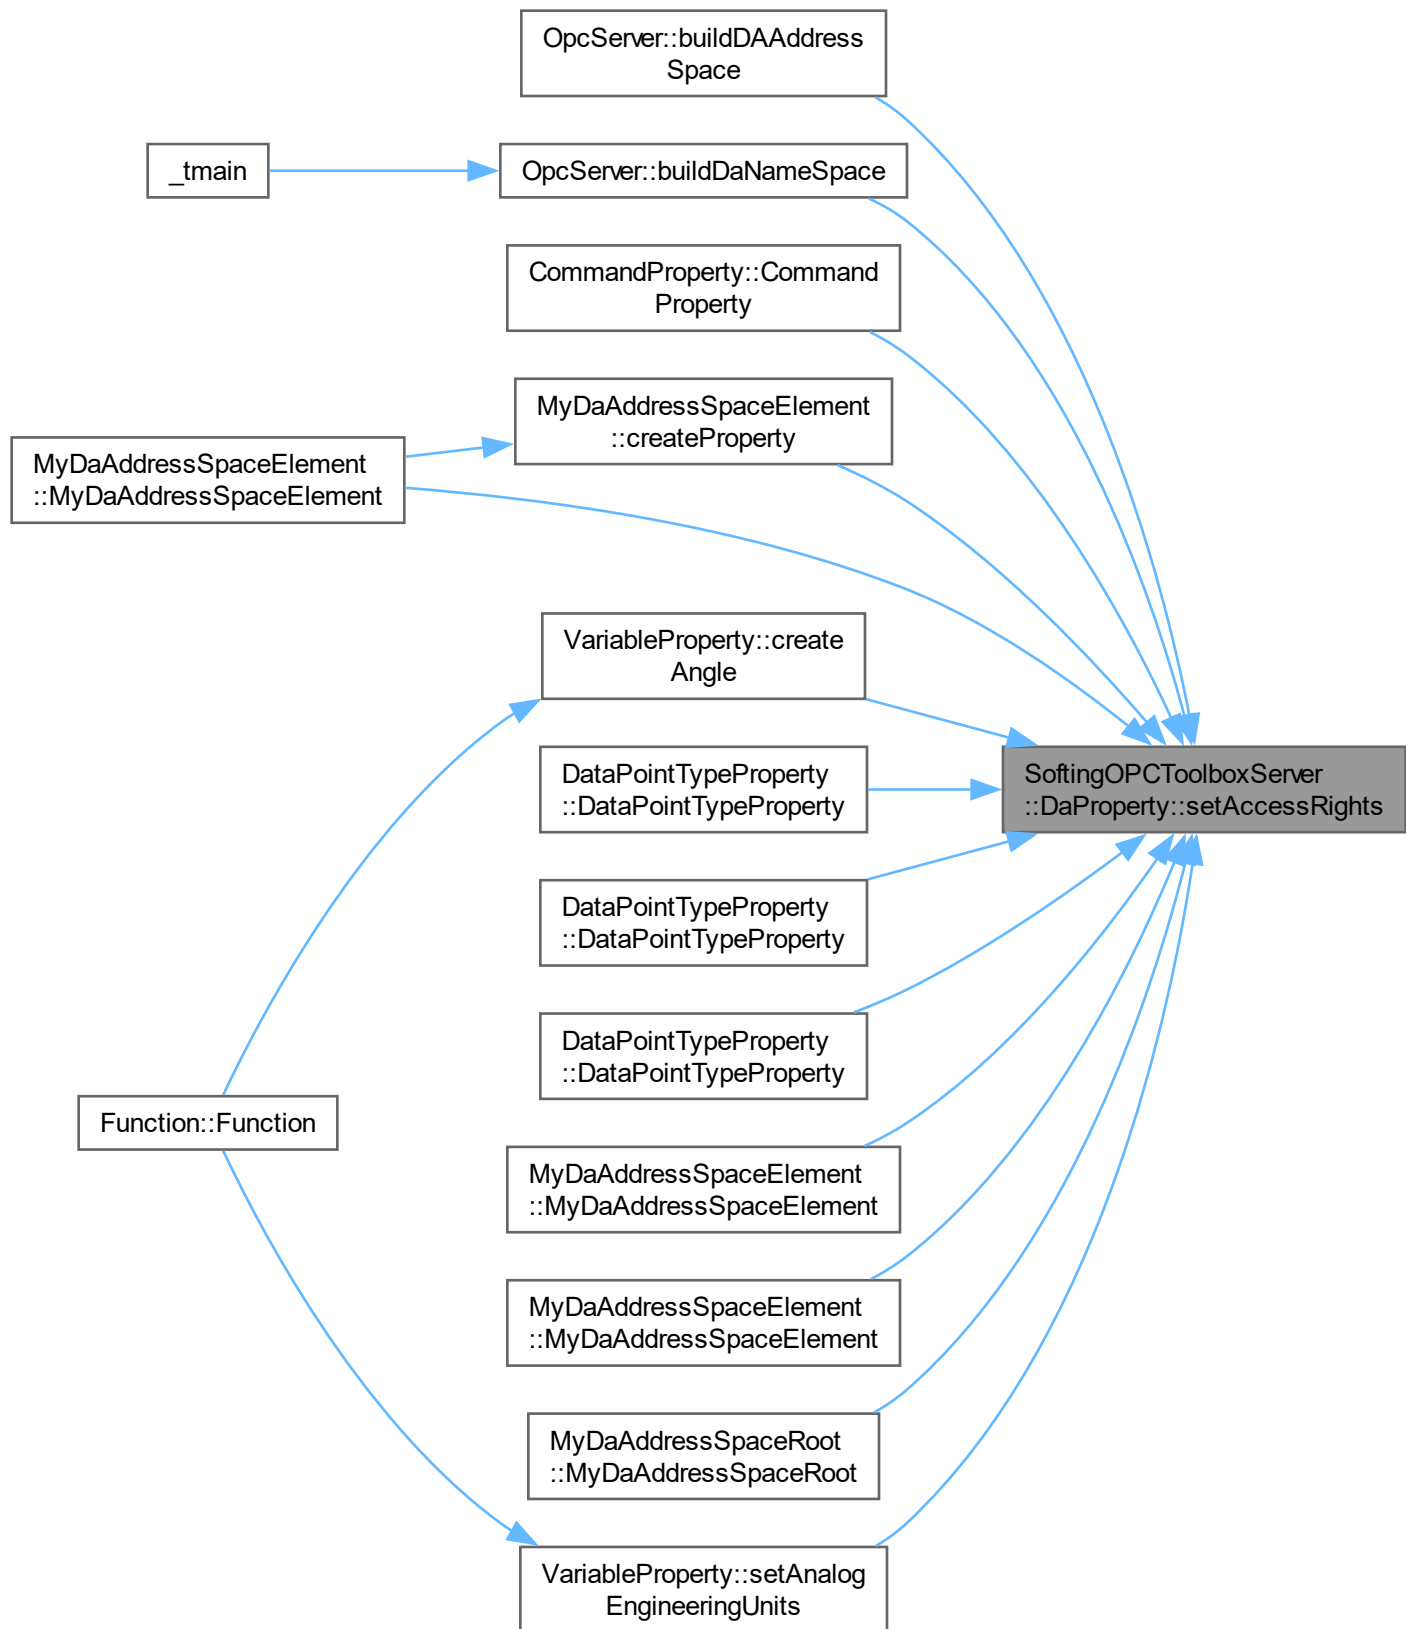 OpcServer::buildDAAddress
Space
_tmain
OpcServer::buildDaNameSpace
CommandProperty::Command
Property
MyDaAddressSpaceElement
::createProperty
MyDaAddressSpaceElement
::MyDaAddressSpaceElement
VariableProperty::create
Angle
DataPointTypeProperty
::DataPointTypeProperty
SoftingOPCToolboxServer
::DaProperty::setAccessRights
DataPointTypeProperty
::DataPointTypeProperty
DataPointTypeProperty
::DataPointTypeProperty
Function::Function
MyDaAddressSpaceElement
::MyDaAddressSpaceElement
MyDaAddressSpaceElement
::MyDaAddressSpaceElement
MyDaAddressSpaceRoot
::MyDaAddressSpaceRoot
VariableProperty::setAnalog
EngineeringUnits